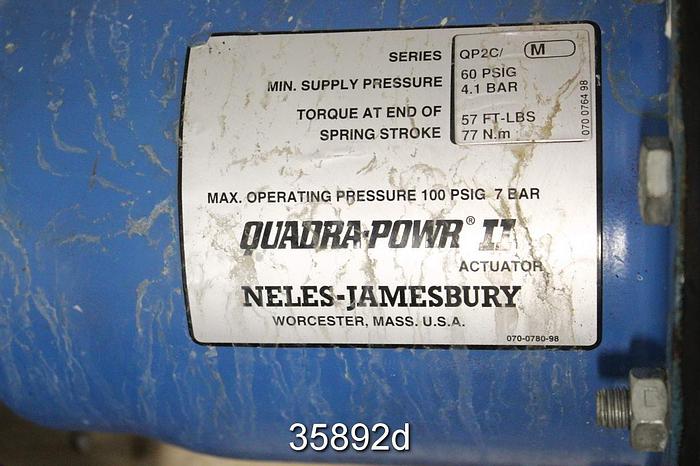 SERIES QP2C/ M
MIN. SUPPLY PRESSURE 60 PSIG
4.1 BAR
TORQUE AT END OF
SPRING STROKE
57 FT-LBS
77 N.m
070 0764 98
MAX. OPERATING PRESSURE 100 PSIG 7 BAR
QUADRA-POWR® II
ACTUATOR
NELES-JAMESBURY
WORCESTER, MASS. U.S.A.
070-0780-98
35892d